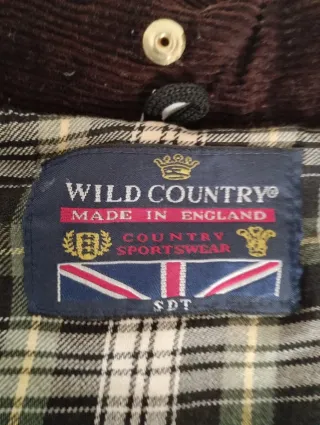 WILD COUNTRY®
MADE IN ENGLAND
COUNTRY
SPORTSWEAR
SDT